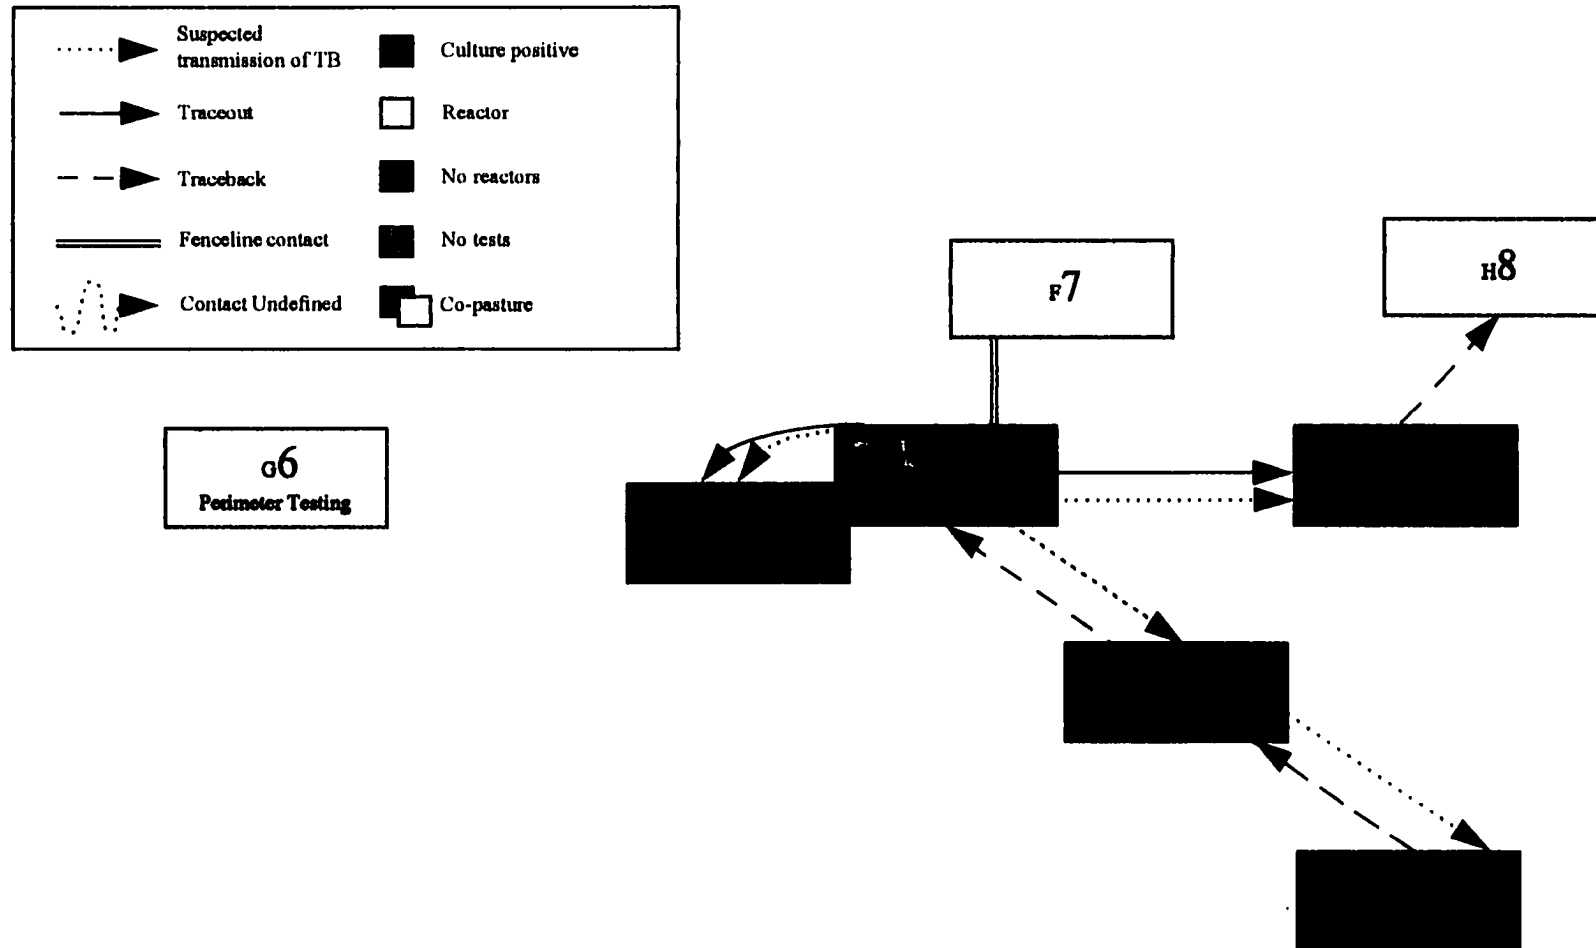 Suspected
transmission of TB
Culture positive
Traceout
Reactor
Traceback
No reactors
Fenceline contact
No tests
Contact Undefined
Co-pasture
F7
H8
G6
Perimeter Testing